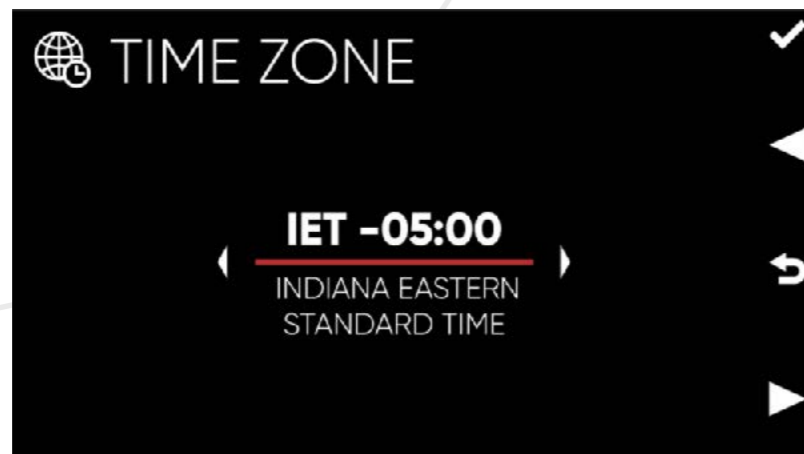 TIME ZONE
IET -05:00
INDIANA EASTERN
STANDARD TIME